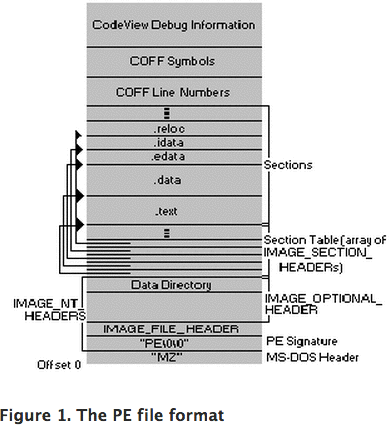 CodeView Debug Information
COFF Symbols
COFF Line Numbers
.reloc
.idata
.edata
.data
.text
Sections
Section Table (array of
IMAGE_SECTION_
HEADERs)
Data Directory
IMAGE_NT_
HEADERS
IMAGE_OPTIONAL_
HEADER
IMAGE_FILE_HEADER
"PE\0\0"
PE Signature
"MZ"
MS-DOS Header
Offset 0
Figure 1. The PE file format